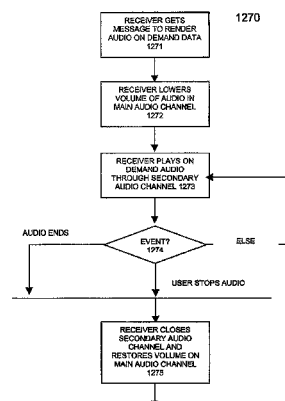 1270
RECEIVER GETS
MESSAGE TO RENDER
AUDIO ON DEMAND DATA
1271
RECEIVER LOWERS
VOLUME OF AUDIO IN
MAIN AUDIO CHANNEL
1272
RECEIVER PLAYS ON
DEMAND AUDIO
THROUGH SECONDARY
AUDIO CHANNEL 1273
AUDIO ENDS
EVENT?
1274
ELSE
USER STOPS AUDIO
RECEIVER CLOSES
SECONDARY AUDIO
CHANNEL AND
RESTORES VOLUME ON
MAIN AUDIO CHANNEL
1275